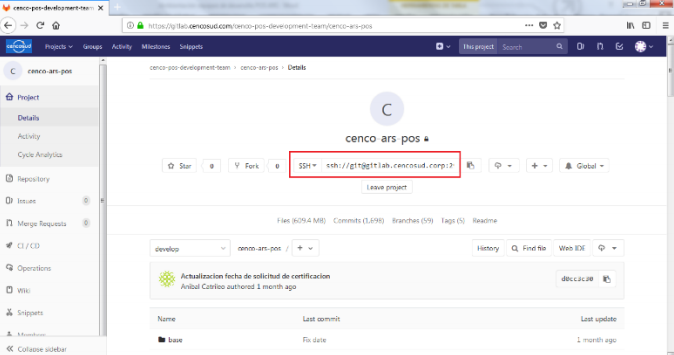 cenco-pos-development-team /
https://gitlab.cencosud.com/cenco-pos-development-team/cenco-ars-pos
cencosud
Projects Groups Activity Milestones Snippets
This project Search
C cenco-ars-pos
cenco-pos-development-team › cenco-ars-pos › Details
Project
Details
Activity
Cycle Analytics
Repository
Issues 0
Merge Requests 0
CI / CD
Operations
Wiki
Snippets
Collapse sidebar
C
cenco-ars-pos
Star 0 Fork 0 SSH ssh://git@gitlab.cencosud.corp:2 Global
Leave project
Files (609.4 MB) Commits (1,698) Branches (59) Tags (5) Readme
develop cenco-ars-pos / + History Find file Web IDE
Actualizacion fecha de solicitud de certificacion
Anibal Catrileo authored 1 month ago
d0cc3c30
Name Last commit Last update
base Fix date 1 month ago